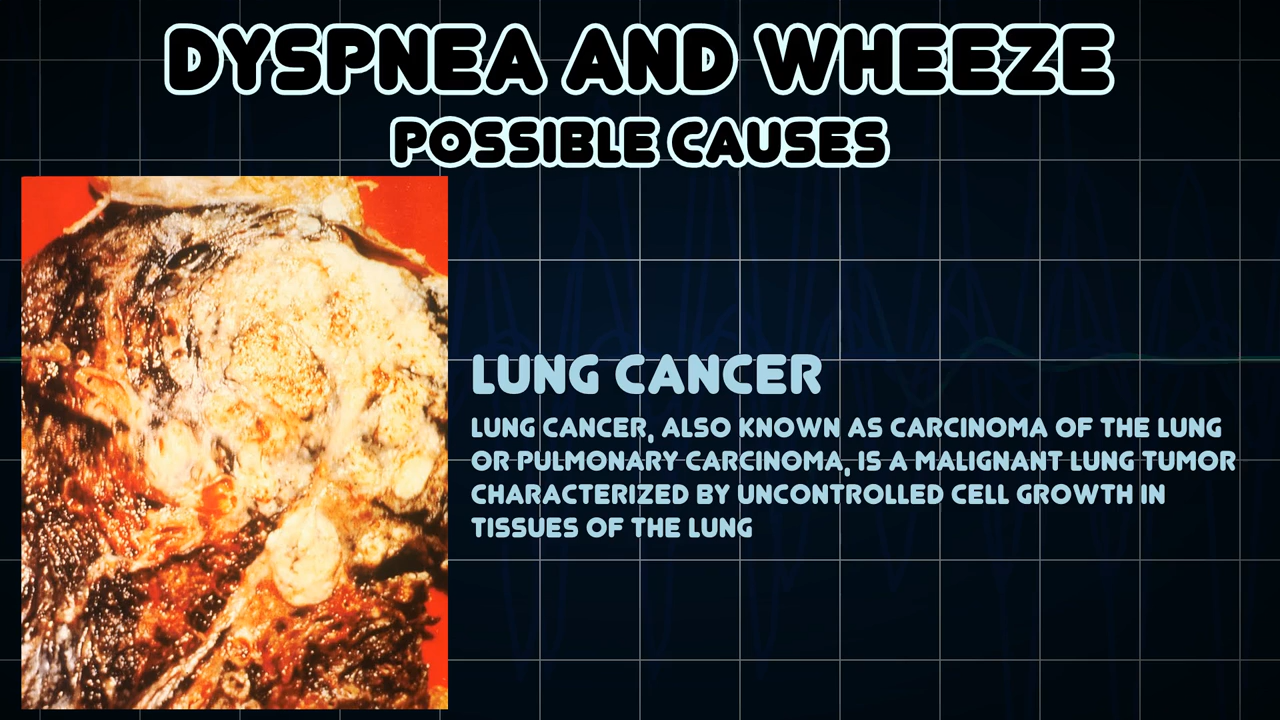 DYSPNEA AND WHEEZE
POSSIBLE CAUSES
LUNG CANCER
LUNG CANCER, ALSO KNOWN AS CARCINOMA OF THE LUNG
OR PULMONARY CARCINOMA, IS A MALIGNANT LUNG TUMOR
CHARACTERIZED BY UNCONTROLLED CELL GROWTH IN
TISSUES OF THE LUNG